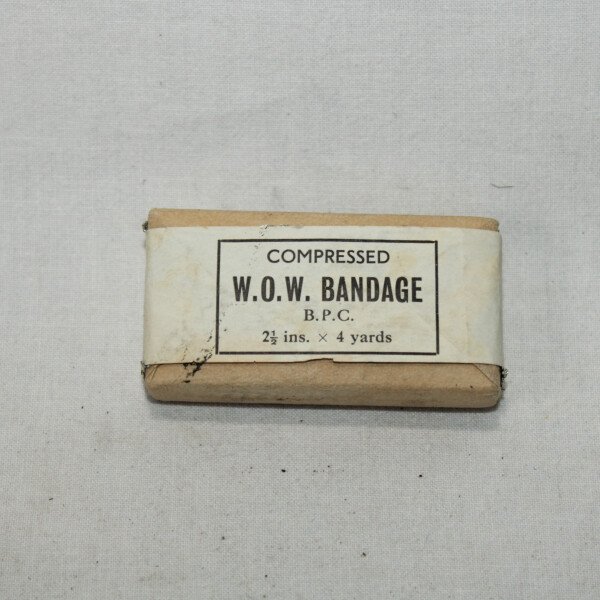 COMPRESSED
W.O.W. BANDAGE
B.P.C.
2½ ins. × 4 yards